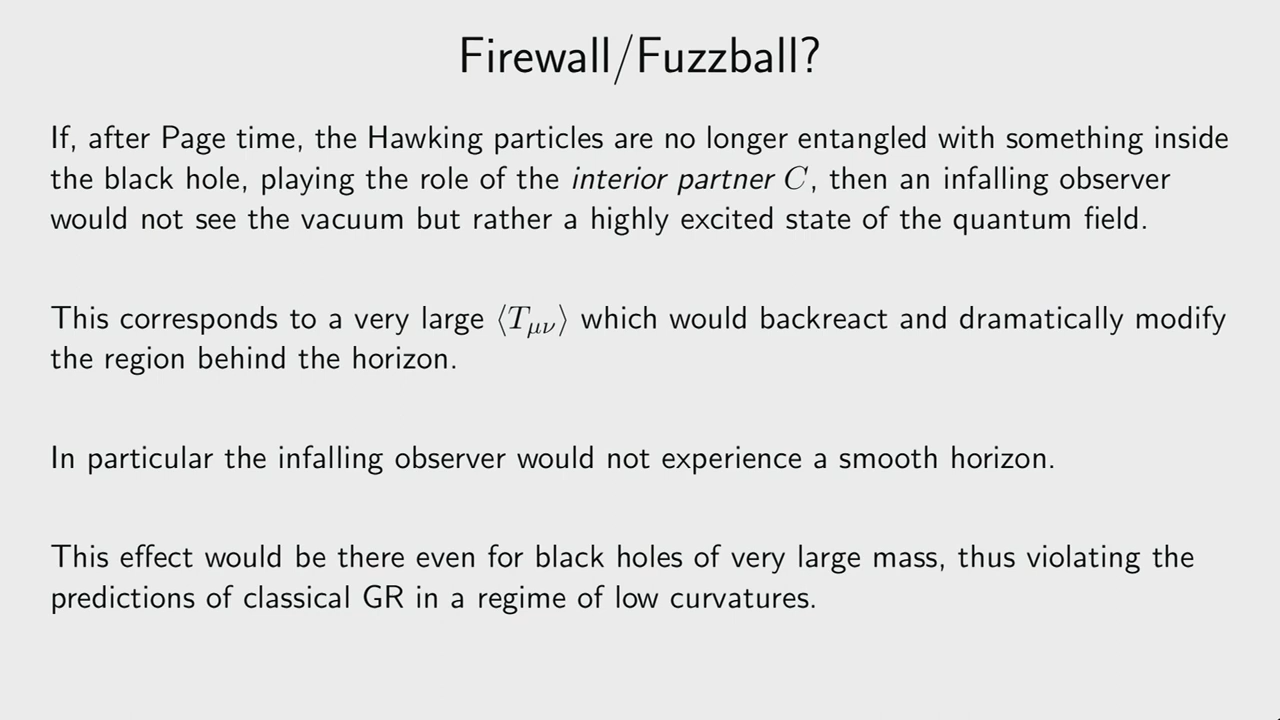 Firewall/Fuzzball?
If, after Page time, the Hawking particles are no longer entangled with something inside
the black hole, playing the role of the interior partner C, then an infalling observer
would not see the vacuum but rather a highly excited state of the quantum field.
This corresponds to a very large ⟨Tμν⟩ which would backreact and dramatically modify
the region behind the horizon.
In particular the infalling observer would not experience a smooth horizon.
This effect would be there even for black holes of very large mass, thus violating the
predictions of classical GR in a regime of low curvatures.